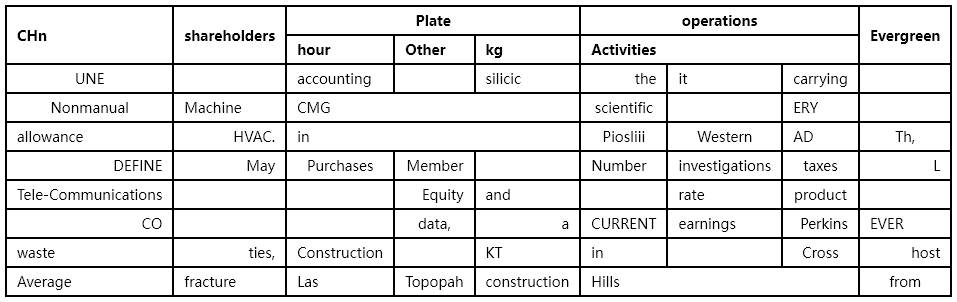 CHn shareholders Plate operations Evergreen
hour Other kg Activities
UNE accounting silicic the it carrying
Nonmanual Machine CMG scientific ERY
allowance HVAC. in Piosliii Western AD Th,
DEFINE May Purchases Member Number investigations taxes L
Tele-Communications Equity and rate product
CO data, a CURRENT earnings Perkins EVER
waste ties, Construction KT in Cross host
Average fracture Las Topopah construction Hills from